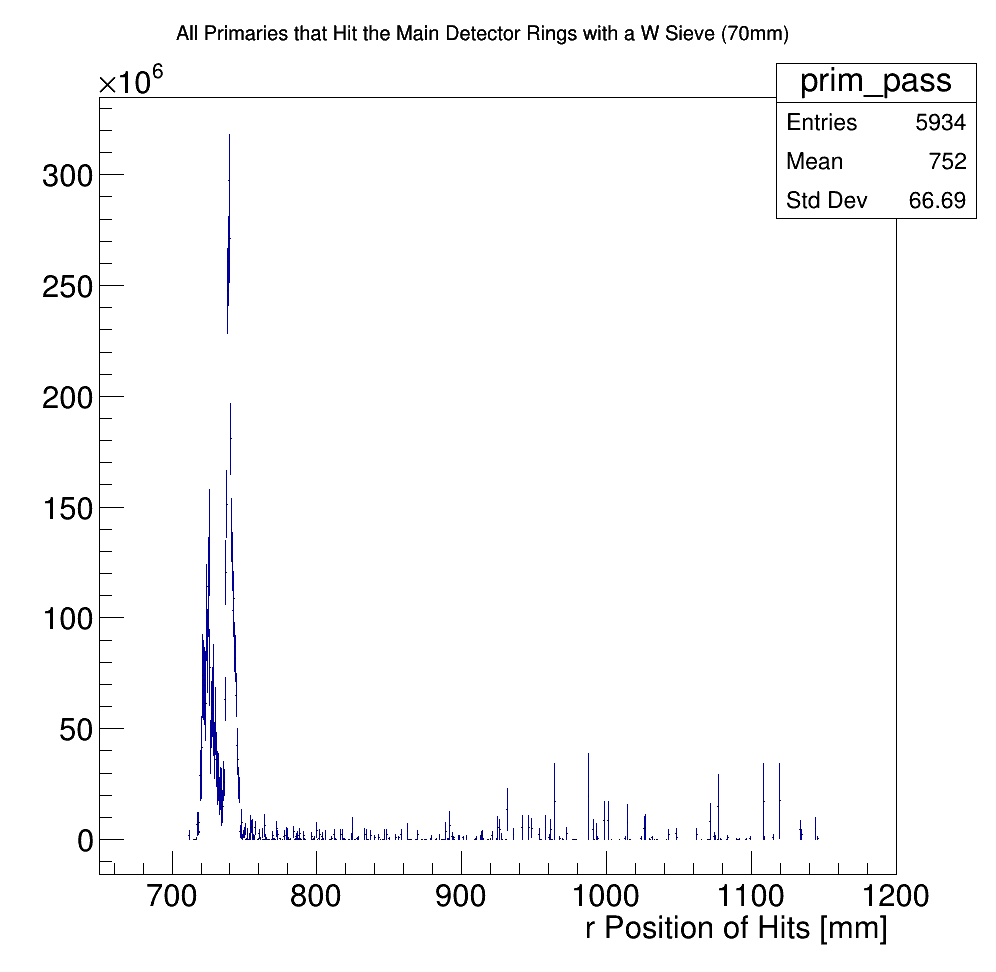 All Primaries that Hit the Main Detector Rings with a W Sieve (70mm)
×10^6
prim_pass
Entries 5934
Mean 752
Std Dev 66.69
300
250
200
150
100
50
0
700 800 900 1000 1100 1200
r Position of Hits [mm]